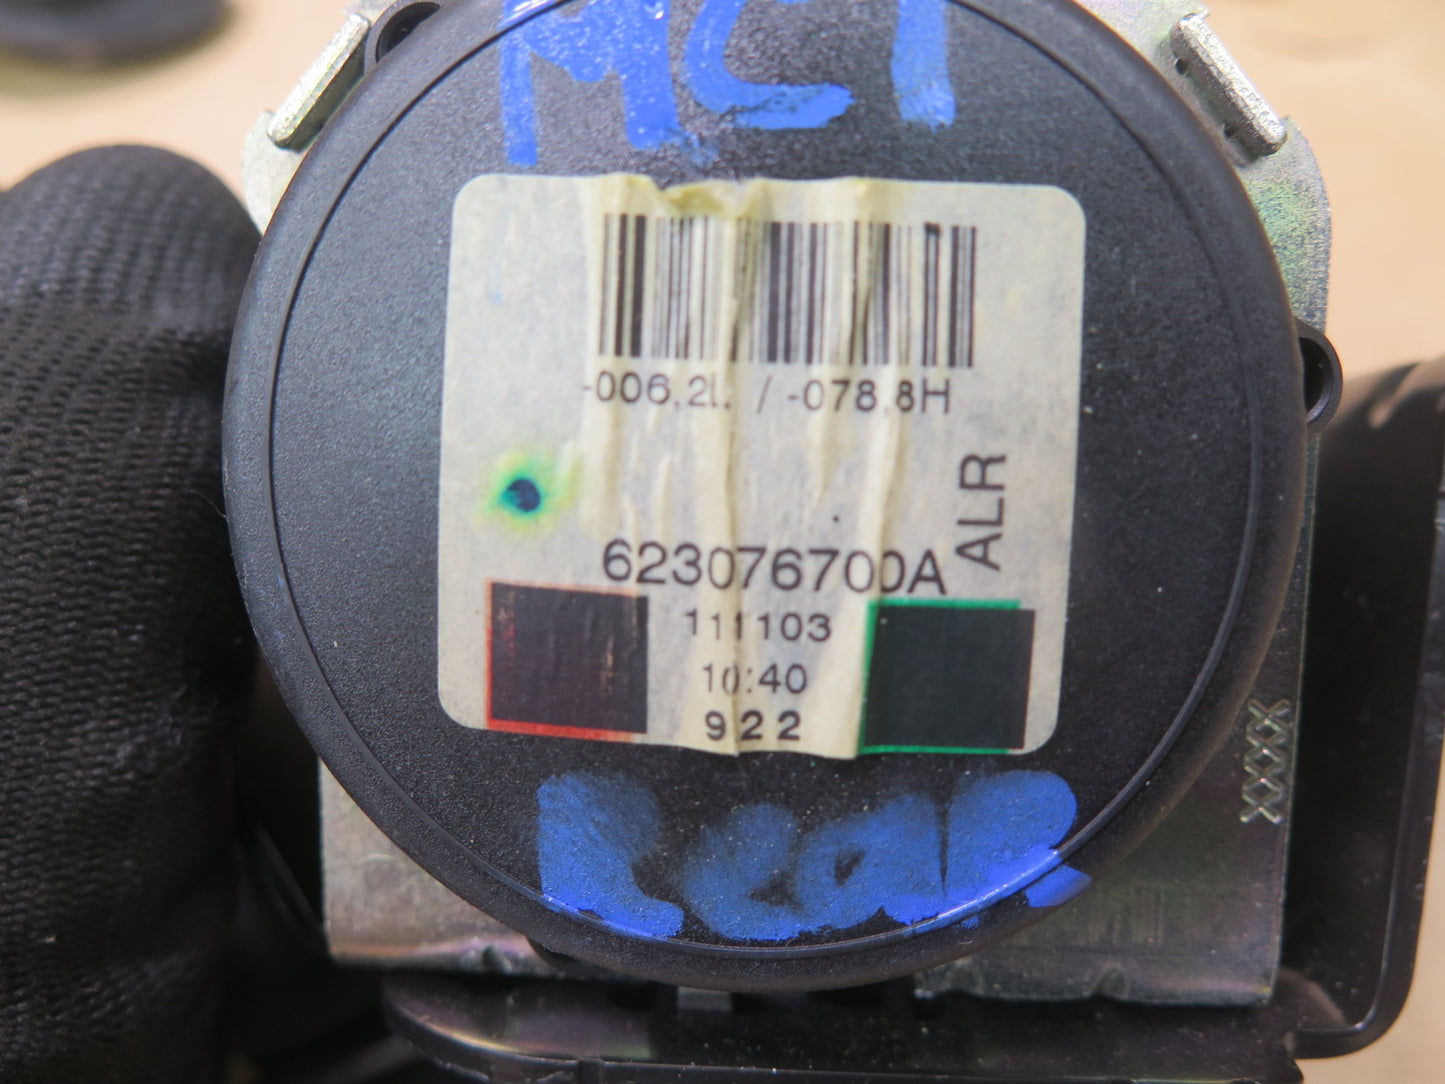 MCI
-006,2L / -078,8H
ALR
623076700A
111103
10:40
922
Rear